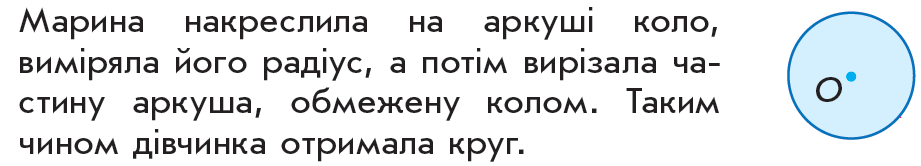 Марина накреслила на аркуші коло,
виміряла його радіус, а потім вирізала ча-
стину аркуша, обмежену колом. Таким
чином дівчинка отримала круг.
O